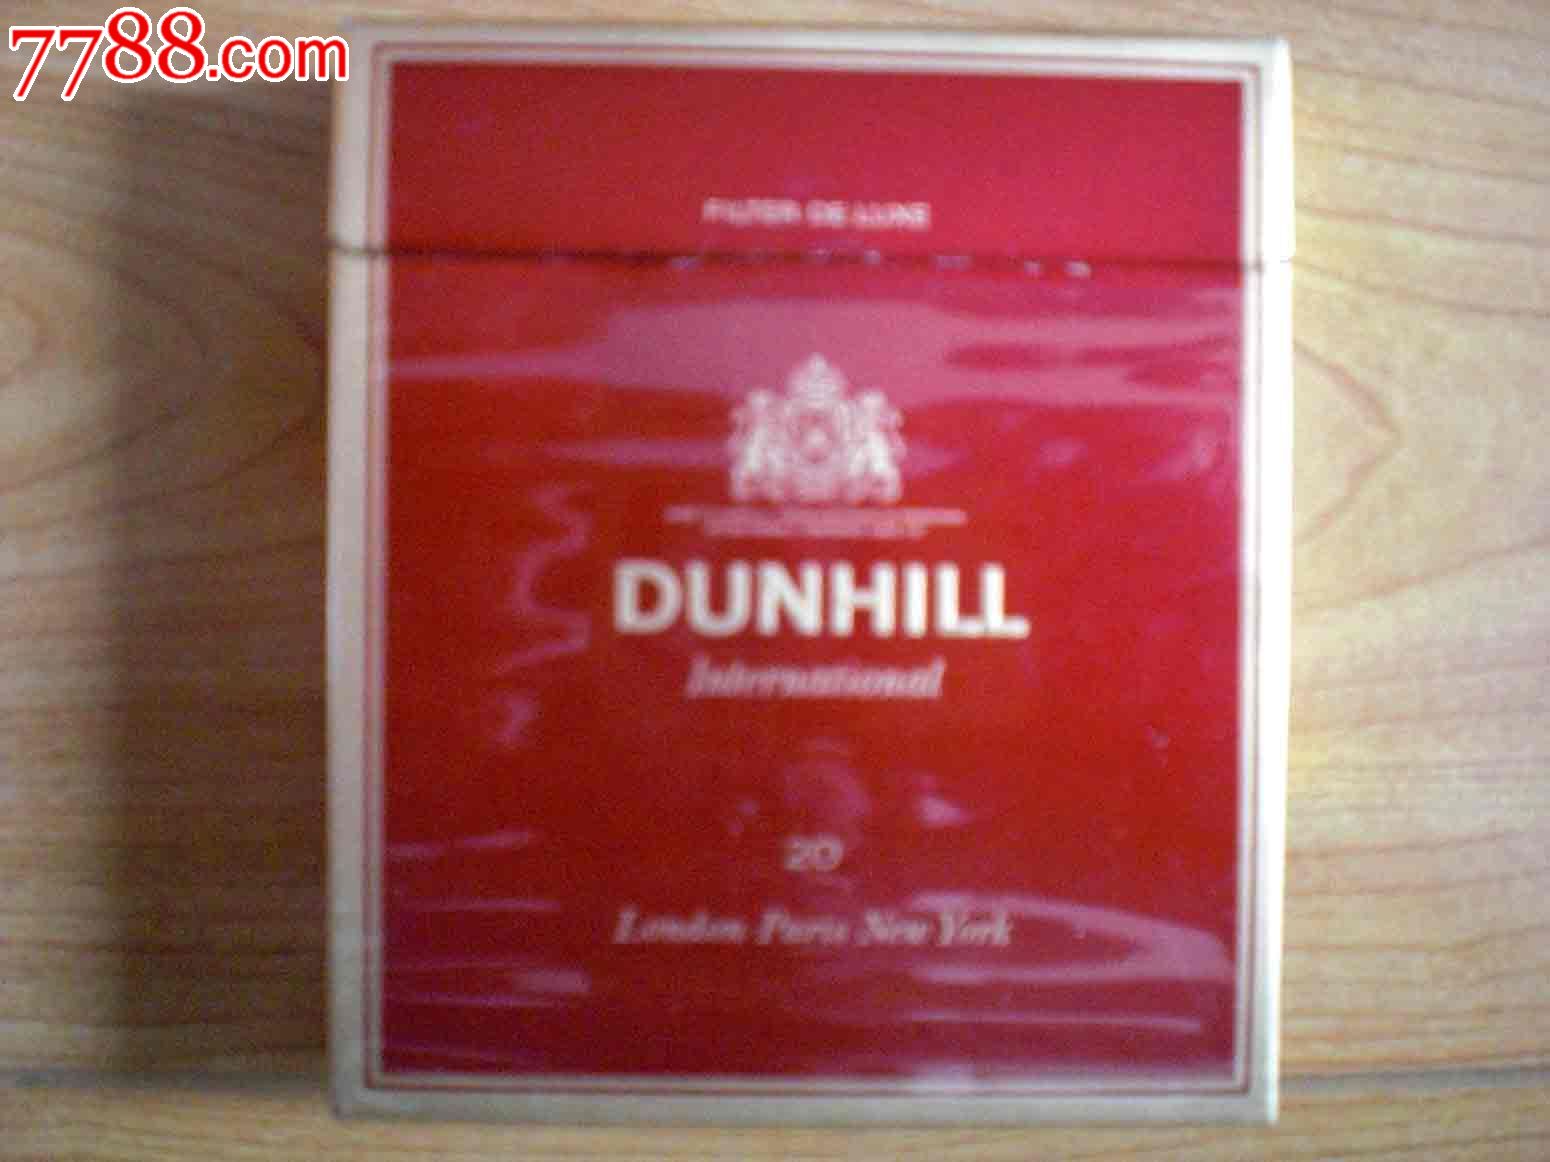 7788.com
FILTER DE LUXE
DUNHILL
International
20
London Paris New York